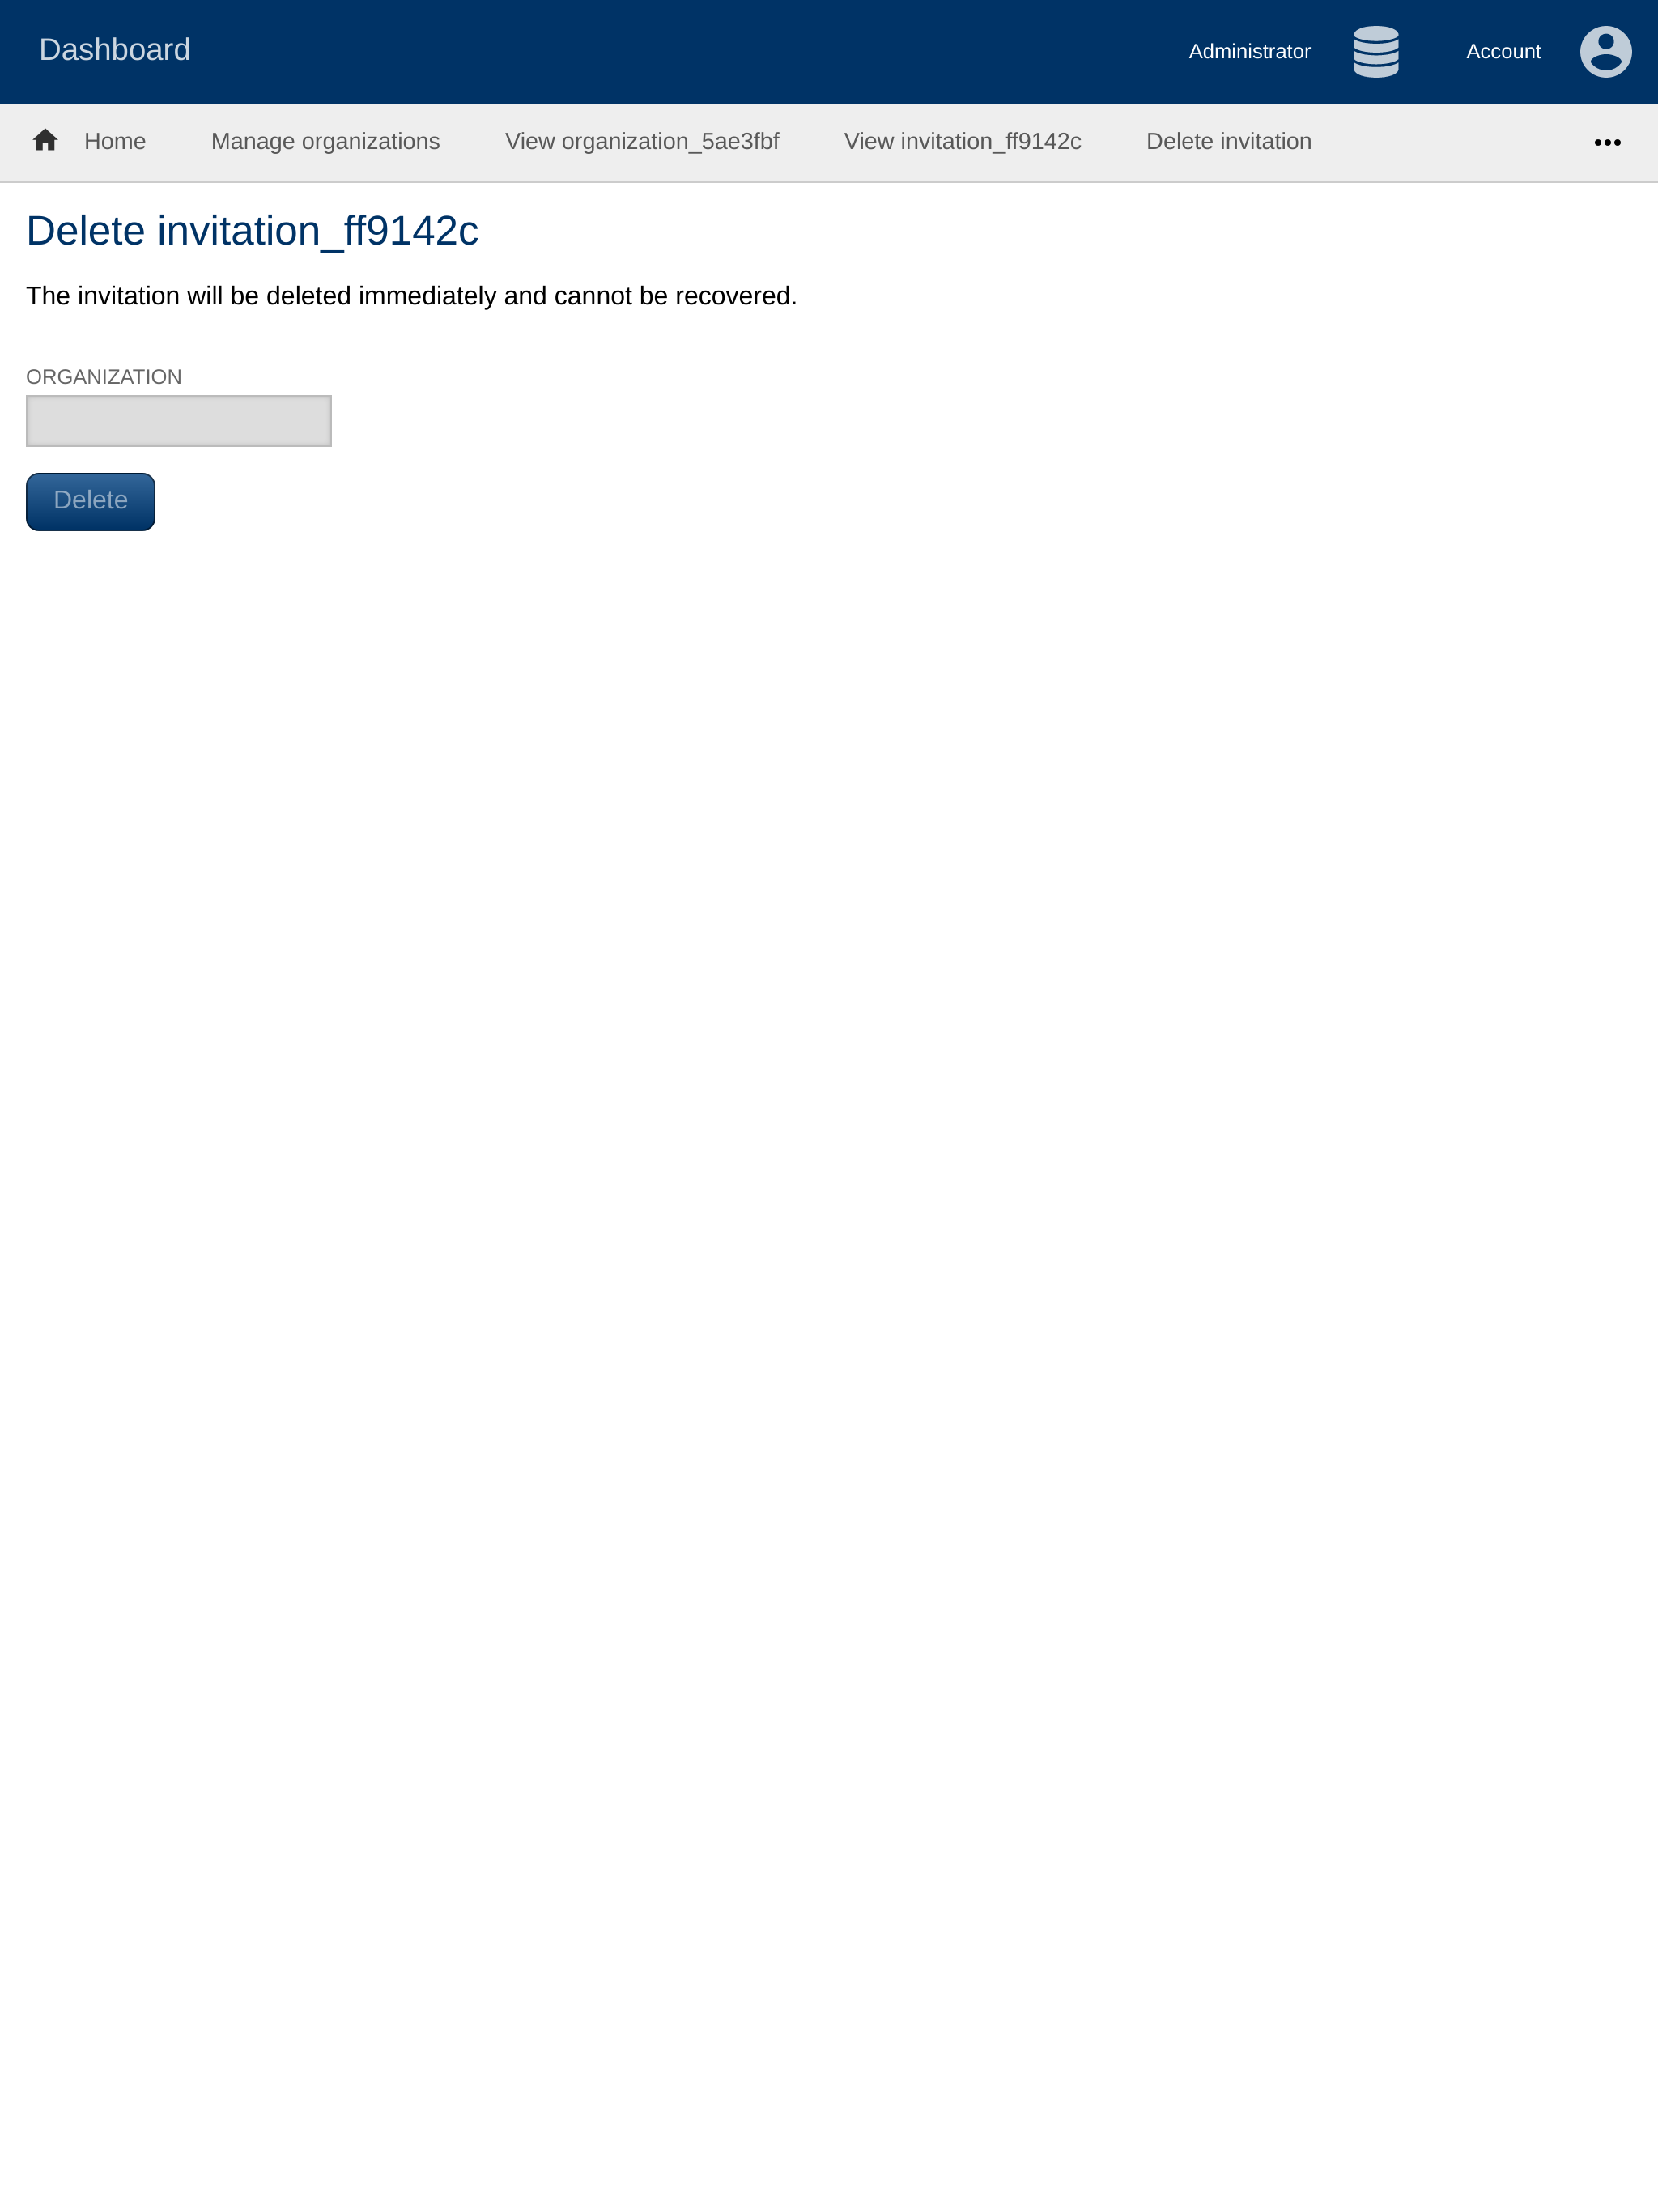 Dashboard
Administrator
Account
Home
Manage organizations
View organization_5ae3fbf
View invitation_ff9142c
Delete invitation
Delete invitation_ff9142c
The invitation will be deleted immediately and cannot be recovered.
ORGANIZATION
Delete